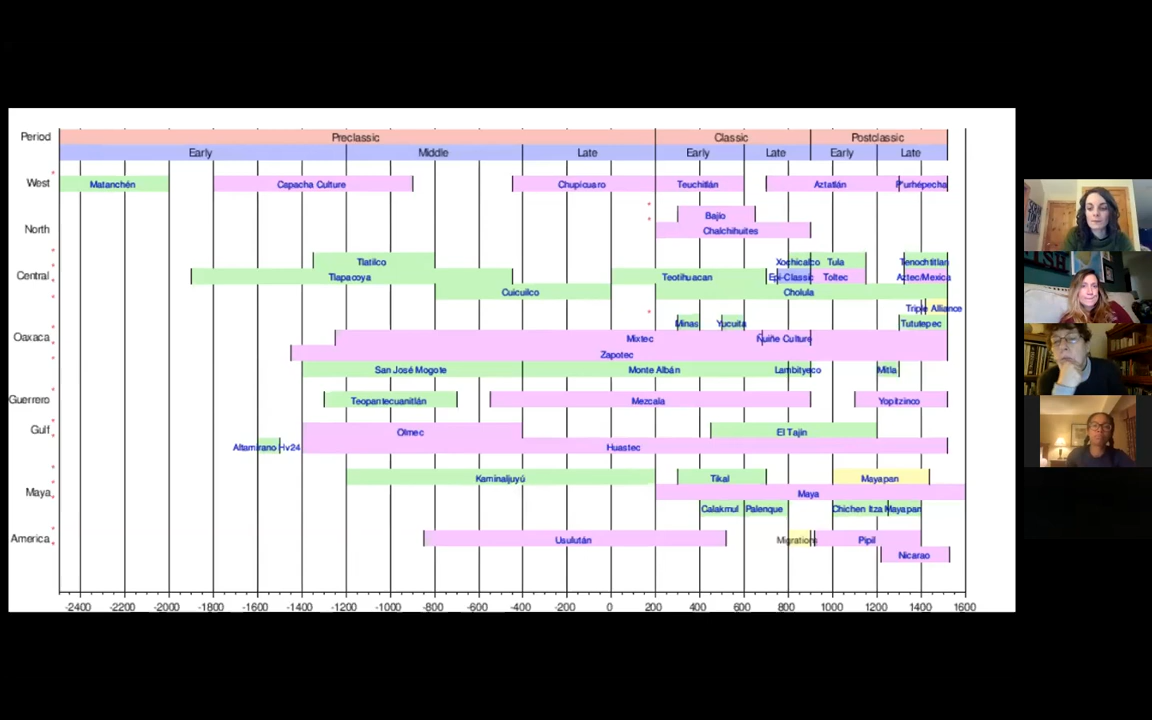 Period Preclassic Classic Postclassic
Early Middle Late Early Late Early Late
West Matanchén Capacha Culture Chupicuaro Teuchitlán Aztatlán P'urhépecha
Bajío
North Chalchihuites
Tlatilco Xochicalco Tula Tenochtitlan
Central Tlapacoya Teotihuacan Epi-Classic Toltec Aztec/Mexica
Cuicuilco Cholula
Triple Alliance
Minas Yucuita Tututepec
Oaxaca Mixtec Ñuiñe Culture
Zapotec
San José Mogote Monte Albán Lambityeco Mitla
Guerrero Teopantecuanitlán Mezcala Yopitzinco
Gulf Olmec El Tajin
Altamirano Hv24 Huastec
Kaminaljuyú Tikal Mayapan
Maya Maya
Calakmul Palenque Chichen Itza Mayapan
America Usulután Migrations Pipil
Nicarao
-2400 -2200 -2000 -1800 -1600 -1400 -1200 -1000 -800 -600 -400 -200 0 200 400 600 800 1000 1200 1400 1600